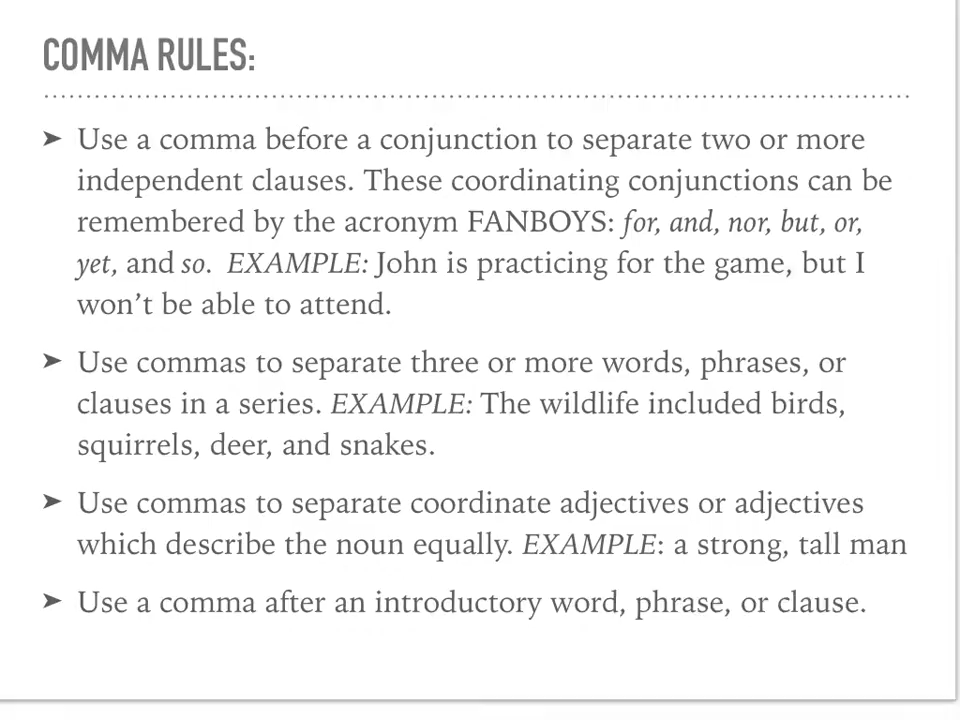 COMMA RULES:
➤ Use a comma before a conjunction to separate two or more
independent clauses. These coordinating conjunctions can be
remembered by the acronym FANBOYS: for, and, nor, but, or,
yet, and so. EXAMPLE: John is practicing for the game, but I
won’t be able to attend.
➤ Use commas to separate three or more words, phrases, or
clauses in a series. EXAMPLE: The wildlife included birds,
squirrels, deer, and snakes.
➤ Use commas to separate coordinate adjectives or adjectives
which describe the noun equally. EXAMPLE: a strong, tall man
➤ Use a comma after an introductory word, phrase, or clause.